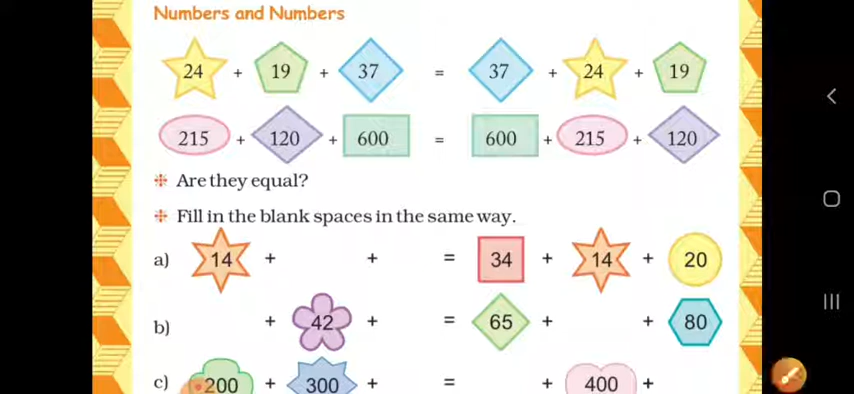 Numbers and Numbers
24 + 19 + 37 = 37 + 24 + 19
215 + 120 + 600 = 600 + 215 + 120
Are they equal?
Fill in the blank spaces in the same way.
a) 14 + + = 34 + 14 + 20
b) + 42 + = 65 + + 80
c) 200 + 300 + = + 400 +